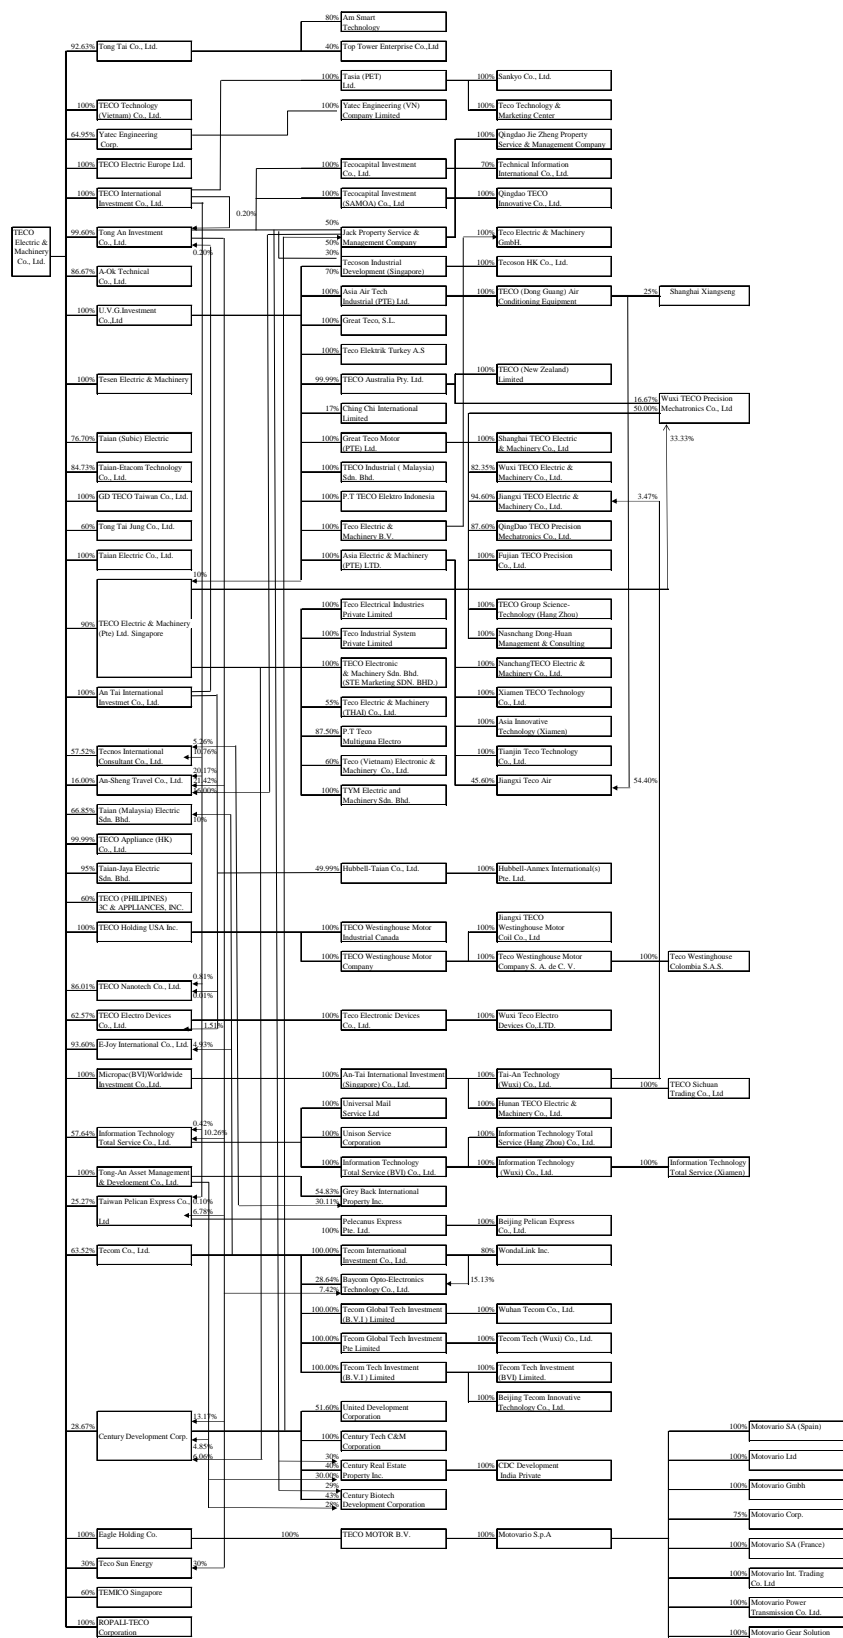 80% Am Smart
Technology
92.63% Tong Tai Co., Ltd.
40% Top Tower Enterprise Co.,Ltd
100% Tasia (PET)
Ltd.
100% Sankyo Co., Ltd.
100% TECO Technology
(Vietnam) Co., Ltd.
100% Yatec Engineering (VN)
Company Limited
100% Teco Technology &
Marketing Center
64.95% Yatec Engineering
Corp.
100% Qingdao Jie Zheng Property
Service & Management Company
100% TECO Electric Europe Ltd.
100% Tecocapital Investment
Co., Ltd.
70% Technical Information
International Co., Ltd.
100% TECO International
Investment Co., Ltd.
100% Tecocapital Investment
(SAMOA) Co., Ltd
100% Qingdao TECO
Innovative Co., Ltd.
0.20%
TECO
Electric &
Machinery
Co., Ltd.
99.60% Tong An Investment
Co., Ltd.
0.20%
50%
50%
Jack Property Service &
Management Company
100% Teco Electric & Machinery
GmbH.
30%
70%
86.67% A-Ok Technical
Co., Ltd.
Tecoson Industrial
Development (Singapore)
100% Tecoson HK Co., Ltd.
100% U.V.G.Investment
Co.,Ltd
100% Asia Air Tech
Industrial (PTE) Ltd.
100% TECO (Dong Guang) Air
Conditioning Equipment
25% Shanghai Xiangseng
100% Great Teco, S.L.
100% Teco Elektrik Turkey A.S
100% Tesen Electric & Machinery
99.99% TECO Australia Pty. Ltd.
100% TECO (New Zealand)
Limited
17% Ching Chi International
Limited
16.67%
50.00%
Wuxi TECO Precision
Mechatronics Co., Ltd
33.33%
76.70% Taian (Subic) Electric
100% Great Teco Motor
(PTE) Ltd.
100% Shanghai TECO Electric
& Machinery Co., Ltd
84.73% Taian-Etacom Technology
Co., Ltd.
100% TECO Industrial ( Malaysia)
Sdn. Bhd.
82.35% Wuxi TECO Electric &
Machinery Co., Ltd.
100% GD TECO Taiwan Co., Ltd.
100% P.T TECO Elektro Indonesia
94.60% Jiangxi TECO Electric &
Machinery Co., Ltd.
3.47%
60% Tong Tai Jung Co., Ltd.
100% Teco Electric &
Machinery B.V.
87.60% QingDao TECO Precision
Mechatronics Co., Ltd.
100% Taian Electric Co., Ltd.
100% Asia Electric & Machinery
(PTE) LTD.
100% Fujian TECO Precision
Co., Ltd.
10%
90% TECO Electric & Machinery
(Pte) Ltd. Singapore
100% Teco Electrical Industries
Private Limited
100% TECO Group Science-
Technology (Hang Zhou)
100% Teco Industrial System
Private Limited
100% Nasnchang Dong-Huan
Management & Consulting
100% TECO Electronic
& Machinery Sdn. Bhd.
(STE Marketing SDN. BHD.)
100% NanchangTECO Electric &
Machinery Co., Ltd.
100% An Tai International
Investmet Co., Ltd.
55% Teco Electric & Machinery
(THAI) Co., Ltd.
100% Xiamen TECO Technology
Co., Ltd.
87.50% P.T Teco
Multiguna Electro
100% Asia Innovative
Technology (Xiamen)
57.52% Tecnos International
Consultant Co., Ltd.
5.26%
10.76%
60% Teco (Vietnam) Electronic &
Machinery Co., Ltd.
100% Tianjin Teco Technology
Co., Ltd.
16.00% An-Sheng Travel Co., Ltd.
20.17%
21.42%
100% TYM Electric and
Machinery Sdn. Bhd.
45.60% Jiangxi Teco Air
54.40%
66.85% Taian (Malaysia) Electric
Sdn. Bhd.
10%
99.99% TECO Appliance (HK)
Co., Ltd.
95% Taian-Jaya Electric
Sdn. Bhd.
49.99% Hubbell-Taian Co., Ltd.
100% Hubbell-Anmex International(s)
Pte. Ltd.
60% TECO (PHILIPINES)
3C & APPLIANCES, INC.
100% TECO Holding USA Inc.
100% TECO Westinghouse Motor
Industrial Canada
100% Jiangxi TECO
Westinghouse Motor
Coil Co., Ltd
100% TECO Westinghouse Motor
Company
100% Teco Westinghouse Motor
Company S. A. de C. V.
100% Teco Westinghouse
Colombia S.A.S.
86.01% TECO Nanotech Co., Ltd.
0.81%
0.01%
62.57% TECO Electro Devices
Co., Ltd.
1.51%
100% Teco Electronic Devices
Co., Ltd.
100% Wuxi Teco Electro
Devices Co,.LTD.
93.60% E-Joy International Co., Ltd.
4.93%
100% Micropac(BVI)Worldwide
Investment Co.,Ltd.
100% An-Tai International Investment
(Singapore) Co., Ltd.
100% Tai-An Technology
(Wuxi) Co., Ltd.
100% TECO Sichuan
Trading Co., Ltd
100% Universal Mail
Service Ltd
100% Hunan TECO Electric &
Machinery Co., Ltd.
57.64% Information Technology
Total Service Co., Ltd.
0.42%
10.26%
100% Unison Service
Corporation
100% Information Technology Total
Service (Hang Zhou) Co., Ltd.
100% Information Technology
Total Service (BVI) Co., Ltd.
100% Information Technology
(Wuxi) Co., Ltd.
100% Information Technology
Total Service (Xiamen)
100% Tong-An Asset Management
& Develoement Co., Ltd.
54.83%
30.11%
Grey Back International
Property Inc.
25.27% Taiwan Pelican Express Co.,
Ltd
0.10%
6.78%
100% Pelecanus Express
Pte. Ltd.
100% Beijing Pelican Express
Co., Ltd.
63.52% Tecom Co., Ltd.
100.00% Tecom International
Investment Co., Ltd.
80% WondaLink Inc.
28.64%
7.42%
Baycom Opto-Electronics
Technology Co., Ltd.
15.13%
100.00% Tecom Global Tech Investment
(B.V.I ) Limited
100% Wuhan Tecom Co., Ltd.
100.00% Tecom Global Tech Investment
Pte Limited
100% Tecom Tech (Wuxi) Co., Ltd.
100.00% Tecom Tech Investment
(B.V.I ) Limited
100% Tecom Tech Investment
(BVI) Limited.
100% Beijing Tecom Innovative
Technology Co., Ltd.
28.67% Century Development Corp.
13.17%
4.85%
6.06%
51.60% United Development
Corporation
100% Century Tech C&M
Corporation
30%
40%
30.00%
Century Real Estate
Property Inc.
100% CDC Development
India Private
29%
43%
28%
Century Biotech
Development Corporation
100% Motovario SA (Spain)
100% Motovario Ltd
100% Motovario Gmbh
75% Motovario Corp.
100% Eagle Holding Co.
100% TECO MOTOR B.V.
100% Motovario S.p.A
100% Motovario SA (France)
30% Teco Sun Energy
30%
100% Motovario Int. Trading
Co. Ltd
60% TEMICO Singapore
100% Motovario Power
Transmission Co. Ltd.
100% ROPALI-TECO
Corporation
100% Motovario Gear Solution